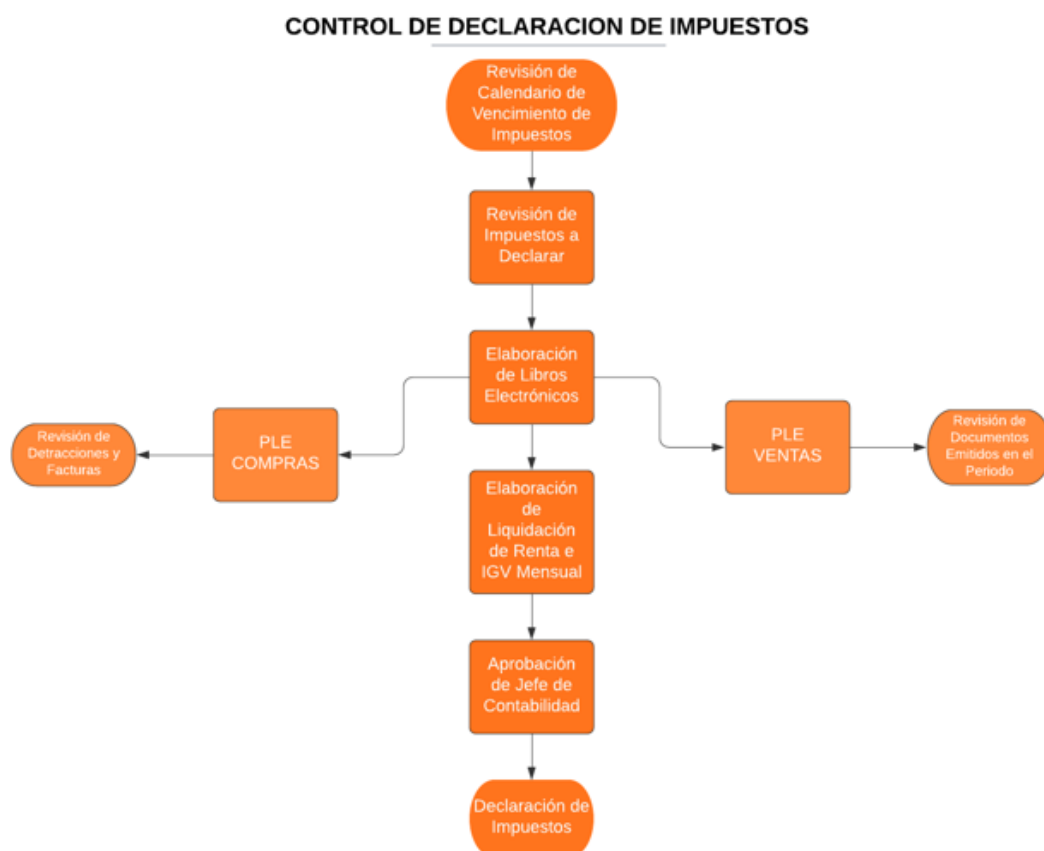 CONTROL DE DECLARACION DE IMPUESTOS
Revisión de
Calendario de
Vencimiento de
Impuestos
Revisión de
Impuestos a
Declarar
Elaboración
de Libros
Electrónicos
PLE
COMPRAS
Revisión de
Detracciones y
Facturas
PLE
VENTAS
Revisión de
Documentos
Emitidos en el
Periodo
Elaboración
de
Liquidación
de Renta e
IGV Mensual
Aprobación
de Jefe de
Contabilidad
Declaración de
Impuestos